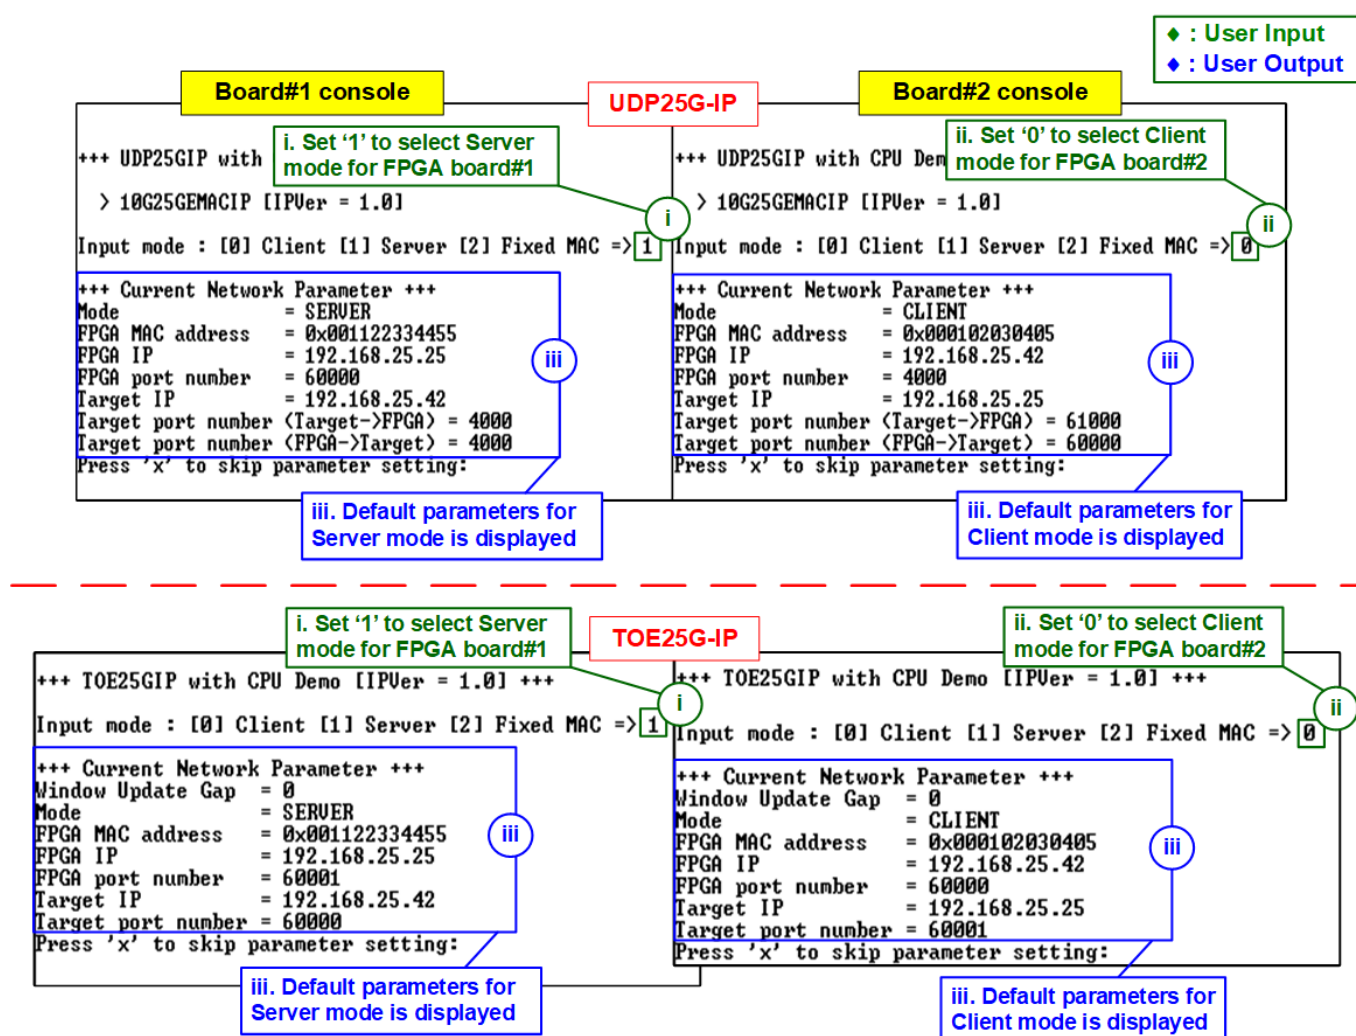 ♦ : User Input
♦ : User Output
Board#1 console
UDP25G-IP
Board#2 console
i. Set ‘1’ to select Server
mode for FPGA board#1
+++ UDP25GIP with
> 10G25GEMACIP [IPVer = 1.0]
i
Input mode : [0] Client [1] Server [2] Fixed MAC => 1
+++ Current Network Parameter +++
Mode = SERVER
FPGA MAC address = 0x001122334455
FPGA IP = 192.168.25.25
FPGA port number = 60000
Target IP = 192.168.25.42
Target port number (Target->FPGA) = 4000
Target port number (FPGA->Target) = 4000
Press 'x' to skip parameter setting:
iii
iii. Default parameters for
Server mode is displayed
ii. Set ‘0’ to select Client
mode for FPGA board#2
+++ UDP25GIP with CPU Dem
> 10G25GEMACIP [IPVer = 1.0]
ii
Input mode : [0] Client [1] Server [2] Fixed MAC => 0
+++ Current Network Parameter +++
Mode = CLIENT
FPGA MAC address = 0x000102030405
FPGA IP = 192.168.25.42
FPGA port number = 4000
Target IP = 192.168.25.25
Target port number (Target->FPGA) = 61000
Target port number (FPGA->Target) = 60000
Press 'x' to skip parameter setting:
iii
iii. Default parameters for
Client mode is displayed
TOE25G-IP
i. Set ‘1’ to select Server
mode for FPGA board#1
+++ TOE25GIP with CPU Demo [IPVer = 1.0] +++
i
Input mode : [0] Client [1] Server [2] Fixed MAC => 1
+++ Current Network Parameter +++
Window Update Gap = 0
Mode = SERVER
FPGA MAC address = 0x001122334455
FPGA IP = 192.168.25.25
FPGA port number = 60001
Target IP = 192.168.25.42
Target port number = 60000
Press 'x' to skip parameter setting:
iii
iii. Default parameters for
Server mode is displayed
ii. Set ‘0’ to select Client
mode for FPGA board#2
+++ TOE25GIP with CPU Demo [IPVer = 1.0] +++
ii
Input mode : [0] Client [1] Server [2] Fixed MAC => 0
+++ Current Network Parameter +++
Window Update Gap = 0
Mode = CLIENT
FPGA MAC address = 0x000102030405
FPGA IP = 192.168.25.42
FPGA port number = 60000
Target IP = 192.168.25.25
Target port number = 60001
Press 'x' to skip parameter setting:
iii
iii. Default parameters for
Client mode is displayed